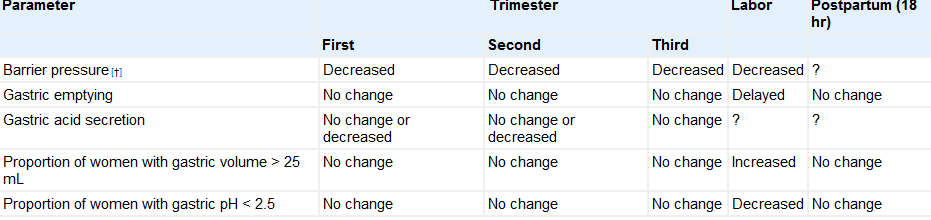 Parameter Trimester Labor Postpartum (18
hr)
First Second Third
Barrier pressure [†] Decreased Decreased Decreased Decreased ?
Gastric emptying No change No change No change Delayed No change
Gastric acid secretion No change or No change or No change ? ?
decreased decreased
Proportion of women with gastric volume > 25 No change No change No change Increased No change
mL
Proportion of women with gastric pH < 2.5 No change No change No change Decreased No change